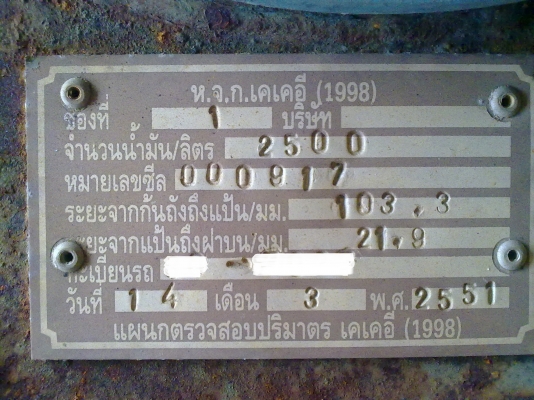 ห.จ.ก.เคเคอี (1998)
ช่องที่ 1 บริษัท
จำนวนน้ำมัน/ลิตร 2500
หมายเลขซีล 000917
ระยะจากก้นถังถึงแป้น/มม. 103.3
ระยะจากแป้นถึงฝาบน/มม. 21.9
ทะเบียนรถ -
วันที่ 14 เดือน 3 พ.ศ. 2551
แผนกตรวจสอบปริมาตร เคเคอี (1998)